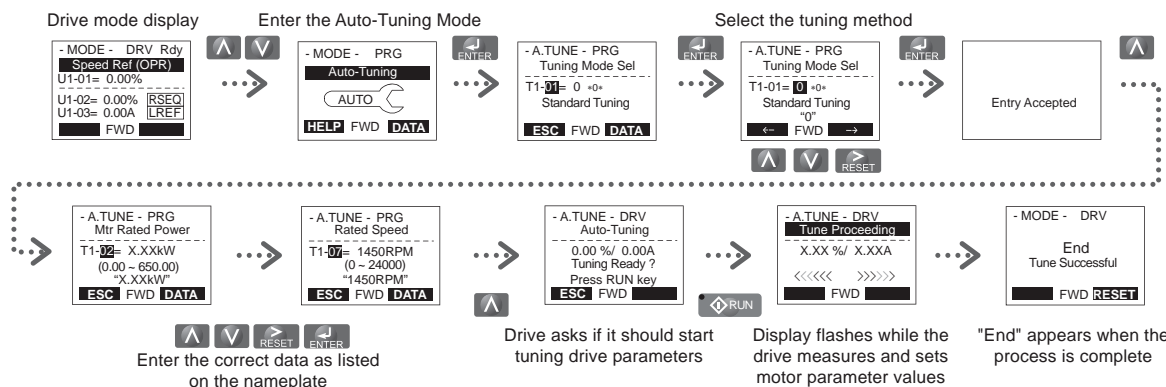 Drive mode display
Enter the Auto-Tuning Mode
Select the tuning method
- MODE - DRV Rdy
Speed Ref (OPR)
U1-01= 0.00%
U1-02= 0.00% RSEQ
U1-03= 0.00A LREF
FWD
- MODE - PRG
Auto-Tuning
AUTO
HELP FWD DATA
ENTER
- A.TUNE - PRG
Tuning Mode Sel
T1-01= 0 *0*
Standard Tuning
ESC FWD DATA
ENTER
- A.TUNE - PRG
Tuning Mode Sel
T1-01= 0 *0*
Standard Tuning
“0”
← FWD →
RESET
ENTER
Entry Accepted
- A.TUNE - PRG
Mtr Rated Power
T1-02= X.XXkW
(0.00 ~ 650.00)
“X.XXkW”
ESC FWD DATA
- A.TUNE - PRG
Rated Speed
T1-07= 1450RPM
(0 ~ 24000)
“1450RPM”
ESC FWD DATA
RESET
ENTER
Enter the correct data as listed
on the nameplate
- A.TUNE - DRV
Auto-Tuning
0.00 %/ 0.00A
Tuning Ready ?
Press RUN key
ESC FWD
Drive asks if it should start
tuning drive parameters
RUN
- A.TUNE - DRV
Tune Proceeding
X.XX %/ X.XXA
FWD
Display flashes while the
drive measures and sets
motor parameter values
- MODE - DRV
End
Tune Successful
FWD RESET
"End" appears when the
process is complete